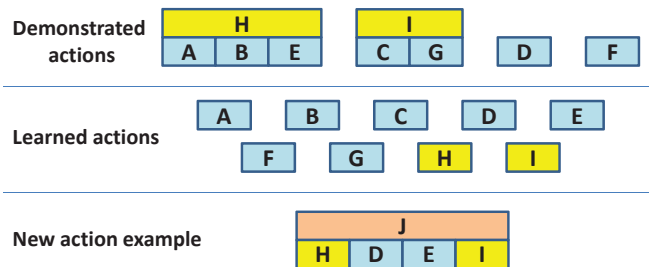 Demonstrated actions
H I
A B E C G D F
Learned actions
A B C D E
F G H I
New action example
J
H D E I